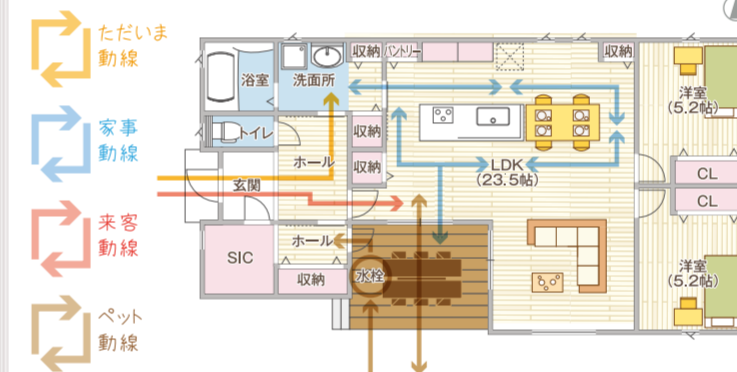 ただいま
動線
家事
動線
来客
動線
ペット
動線
浴室
洗面所
収納
パントリー
収納
トイレ
ホール
収納
収納
玄関
LDK
(23.5帖)
洋室
(5.2帖)
CL
CL
洋室
(5.2帖)
SIC
ホール
収納
水栓